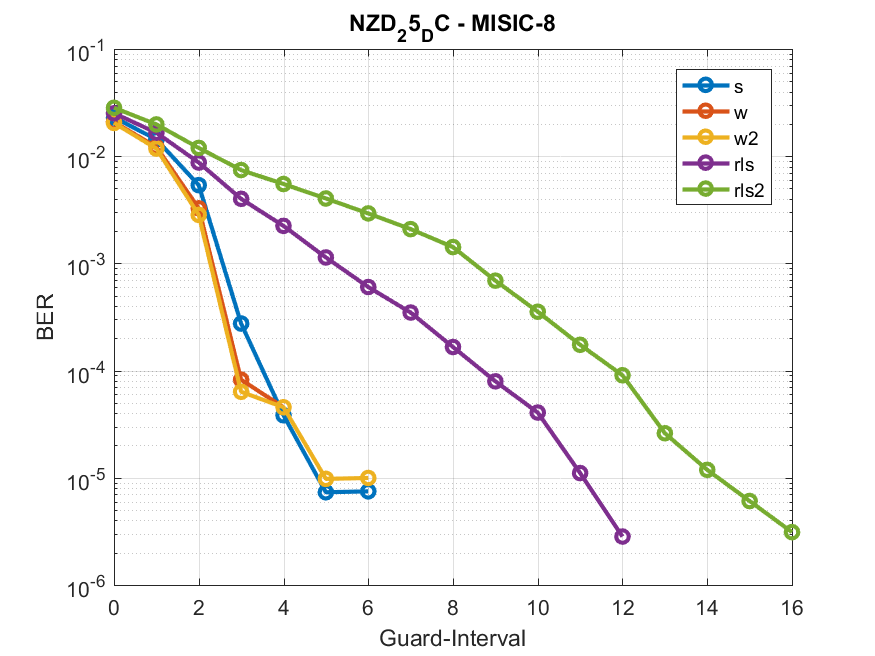 NZD₂5_DC - MISIC-8
10⁻¹
10⁻²
10⁻³
10⁻⁴
10⁻⁵
10⁻⁶
BER
s
w
w2
rls
rls2
0 2 4 6 8 10 12 14 16
Guard-Interval